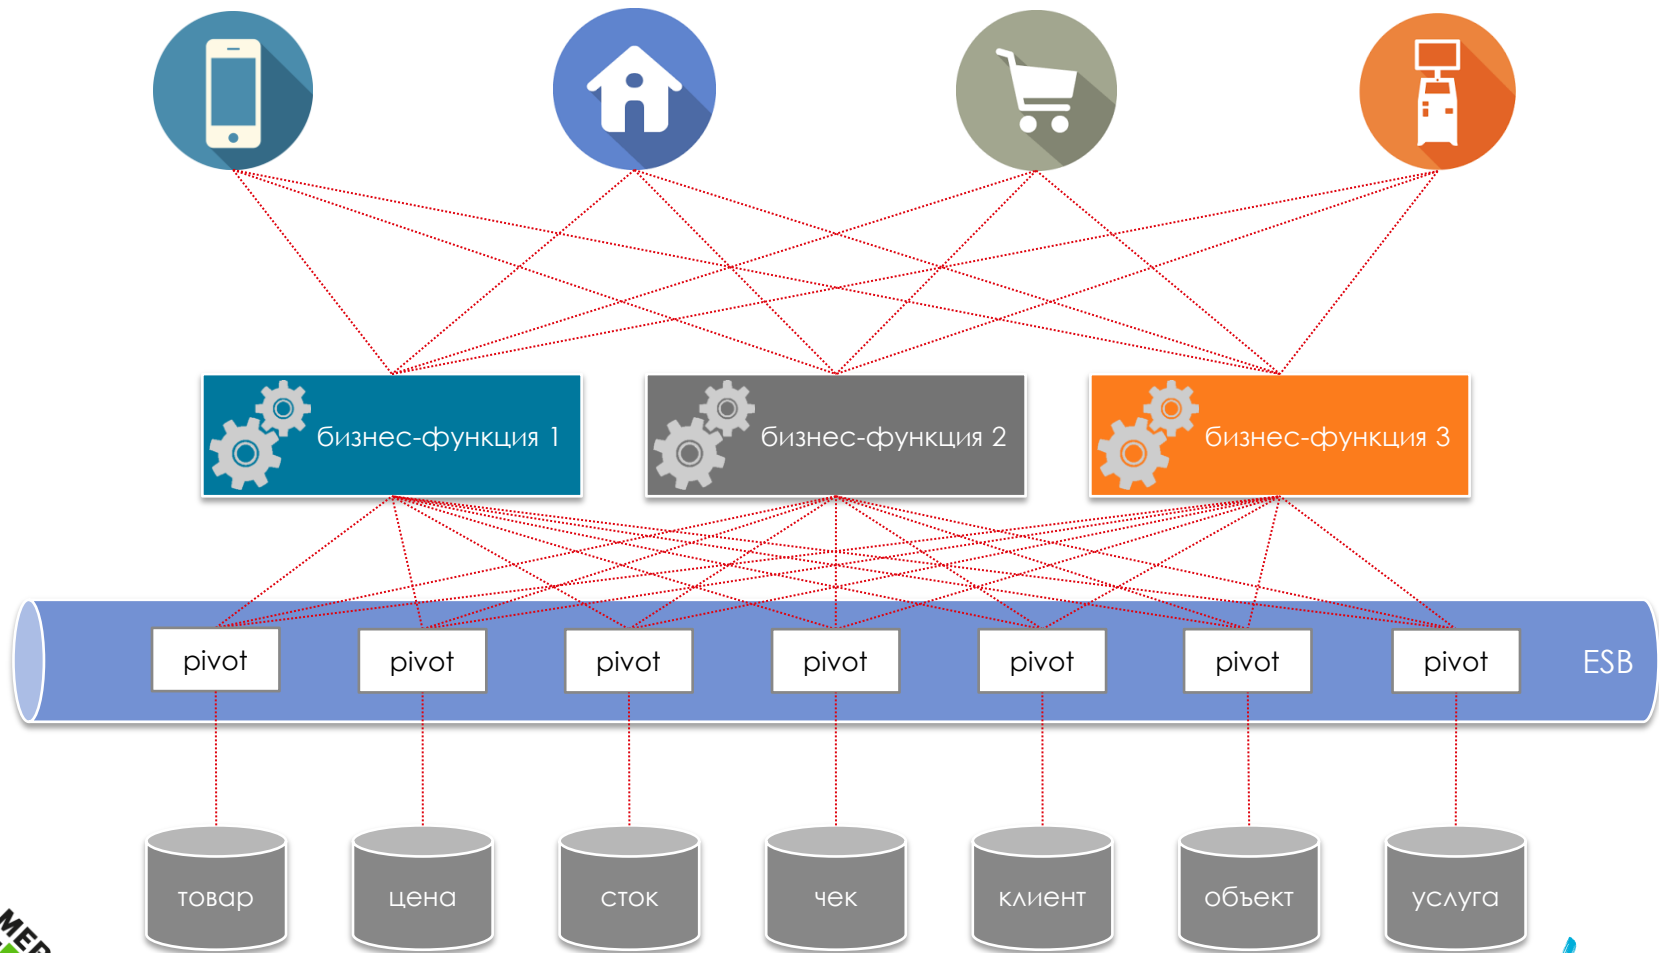 бизнес-функция 1
бизнес-функция 2
бизнес-функция 3
pivot
pivot
pivot
pivot
pivot
pivot
pivot
ESB
товар
цена
сток
чек
клиент
объект
услуга